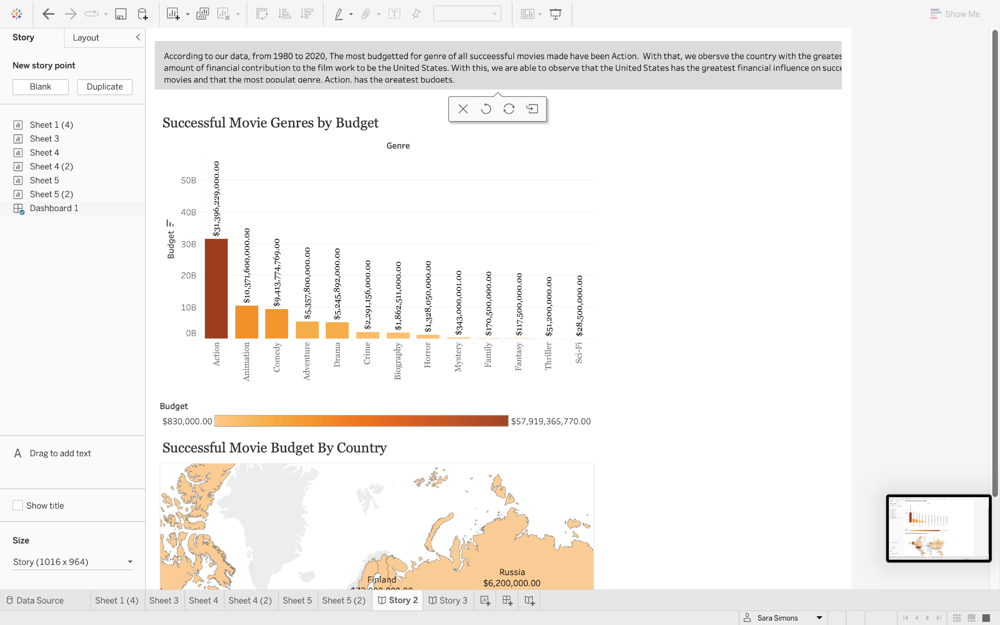 Show Me
Story
Layout
New story point
Blank
Duplicate
Sheet 1 (4)
Sheet 3
Sheet 4
Sheet 4 (2)
Sheet 5
Sheet 5 (2)
Dashboard 1
A Drag to add text
Show title
Size
Story (1016 x 964)
According to our data, from 1980 to 2020, The most budgetted for genre of all succeessful movies made have been Action. With that, we obersve the country with the greates
amount of financial contribution to the film work to be the United States. With this, we are able to observe that the United States has the greatest financial influence on succe
movies and that the most populat genre, Action, has the greatest budgets.
Successful Movie Genres by Budget
Genre
Budget
50B
40B
30B
20B
10B
0B
$31,396,229,000.00
$10,371,600,000.00
$9,413,774,769.00
$5,357,800,000.00
$5,245,892,000.00
$2,291,156,000.00
$1,862,511,000.00
$1,328,050,000.00
$343,000,001.00
$170,500,000.00
$117,500,000.00
$51,200,000.00
$28,500,000.00
Action
Animation
Comedy
Adventure
Drama
Crime
Biography
Horror
Mystery
Family
Fantasy
Thriller
Sci-Fi
Budget
$830,000.00
$57,919,365,770.00
Successful Movie Budget By Country
Finland
Russia
$6,200,000.00
Data Source
Sheet 1 (4)
Sheet 3
Sheet 4
Sheet 4 (2)
Sheet 5
Sheet 5 (2)
Story 2
Story 3
Sara Simons